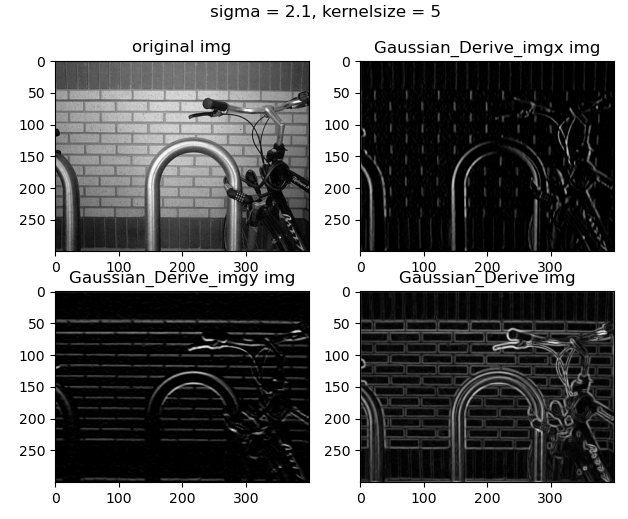 sigma = 2.1, kernelsize = 5
original img
0
50
100
150
200
250
0 100 200 300
Gaussian_Derive_imgx img
0
50
100
150
200
250
0 100 200 300
Gaussian_Derive_imgy img
0
50
100
150
200
250
0 100 200 300
Gaussian_Derive img
0
50
100
150
200
250
0 100 200 300